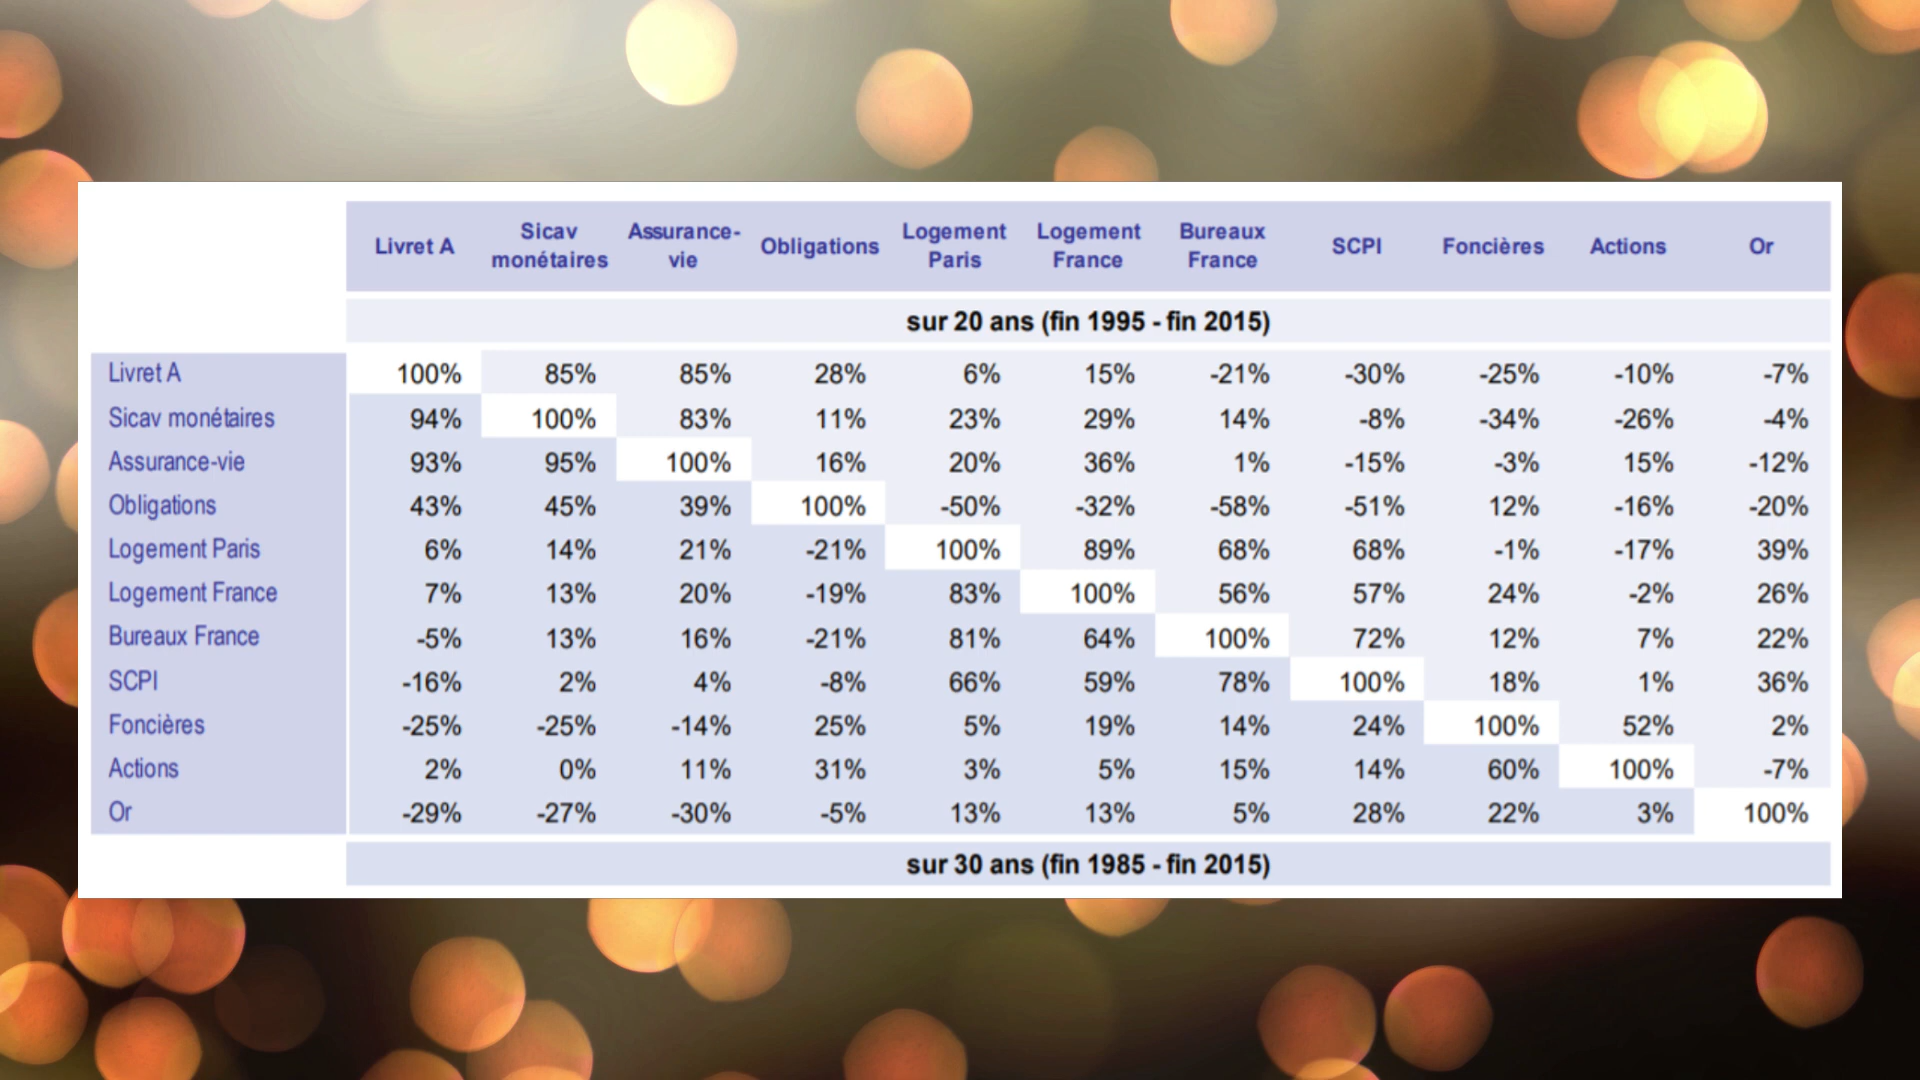 Livret A Sicav monétaires Assurance-vie Obligations Logement Paris Logement France Bureaux France SCPI Foncières Actions Or
sur 20 ans (fin 1995 - fin 2015)
Livret A 100% 85% 85% 28% 6% 15% -21% -30% -25% -10% -7%
Sicav monétaires 94% 100% 83% 11% 23% 29% 14% -8% -34% -26% -4%
Assurance-vie 93% 95% 100% 16% 20% 36% 1% -15% -3% 15% -12%
Obligations 43% 45% 39% 100% -50% -32% -58% -51% 12% -16% -20%
Logement Paris 6% 14% 21% -21% 100% 89% 68% 68% -1% -17% 39%
Logement France 7% 13% 20% -19% 83% 100% 56% 57% 24% -2% 26%
Bureaux France -5% 13% 16% -21% 81% 64% 100% 72% 12% 7% 22%
SCPI -16% 2% 4% -8% 66% 59% 78% 100% 18% 1% 36%
Foncières -25% -25% -14% 25% 5% 19% 14% 24% 100% 52% 2%
Actions 2% 0% 11% 31% 3% 5% 15% 14% 60% 100% -7%
Or -29% -27% -30% -5% 13% 13% 5% 28% 22% 3% 100%
sur 30 ans (fin 1985 - fin 2015)